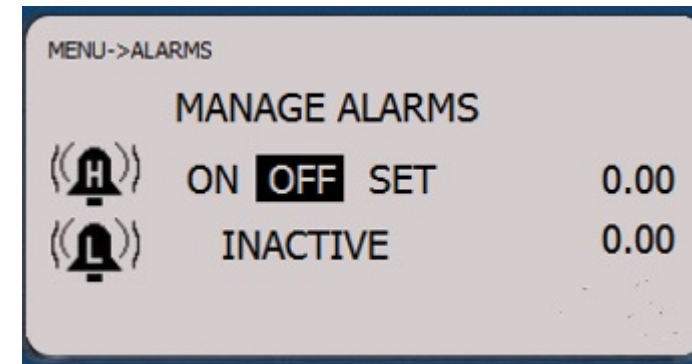 MENU->ALARMS
MANAGE ALARMS
H ON OFF SET 0.00
L INACTIVE 0.00